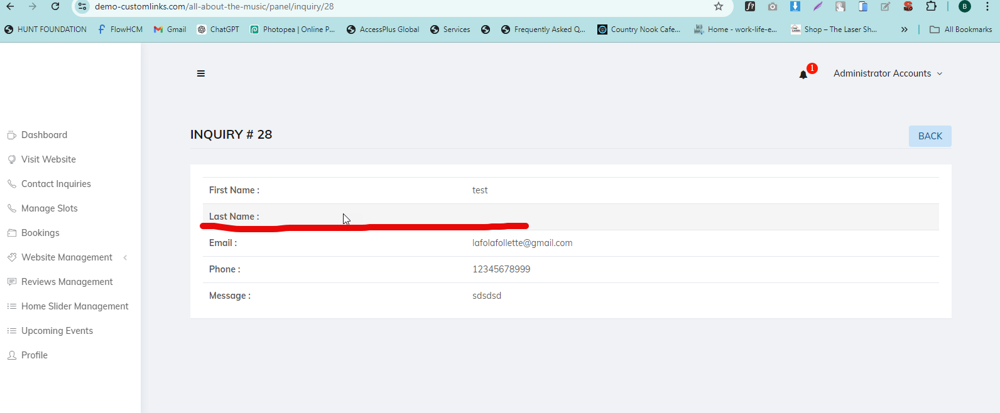 demo-customlinks.com/all-about-the-music/panel/inquiry/28
f?
SEO
B
HUNT FOUNDATION
FlowHCM
Gmail
ChatGPT
Photopea | Online P...
AccessPlus Global
Services
Frequently Asked Q...
Country Nook Cafe...
Home - work-life-e...
Shop – The Laser Sh...
»
All Bookmarks
1
Administrator Accounts
Dashboard
Visit Website
Contact Inquiries
Manage Slots
Bookings
Website Management
Reviews Management
Home Slider Management
Upcoming Events
Profile
INQUIRY # 28
BACK
First Name : test
Last Name :
Email : lafolafollette@gmail.com
Phone : 12345678999
Message : sdsdsd